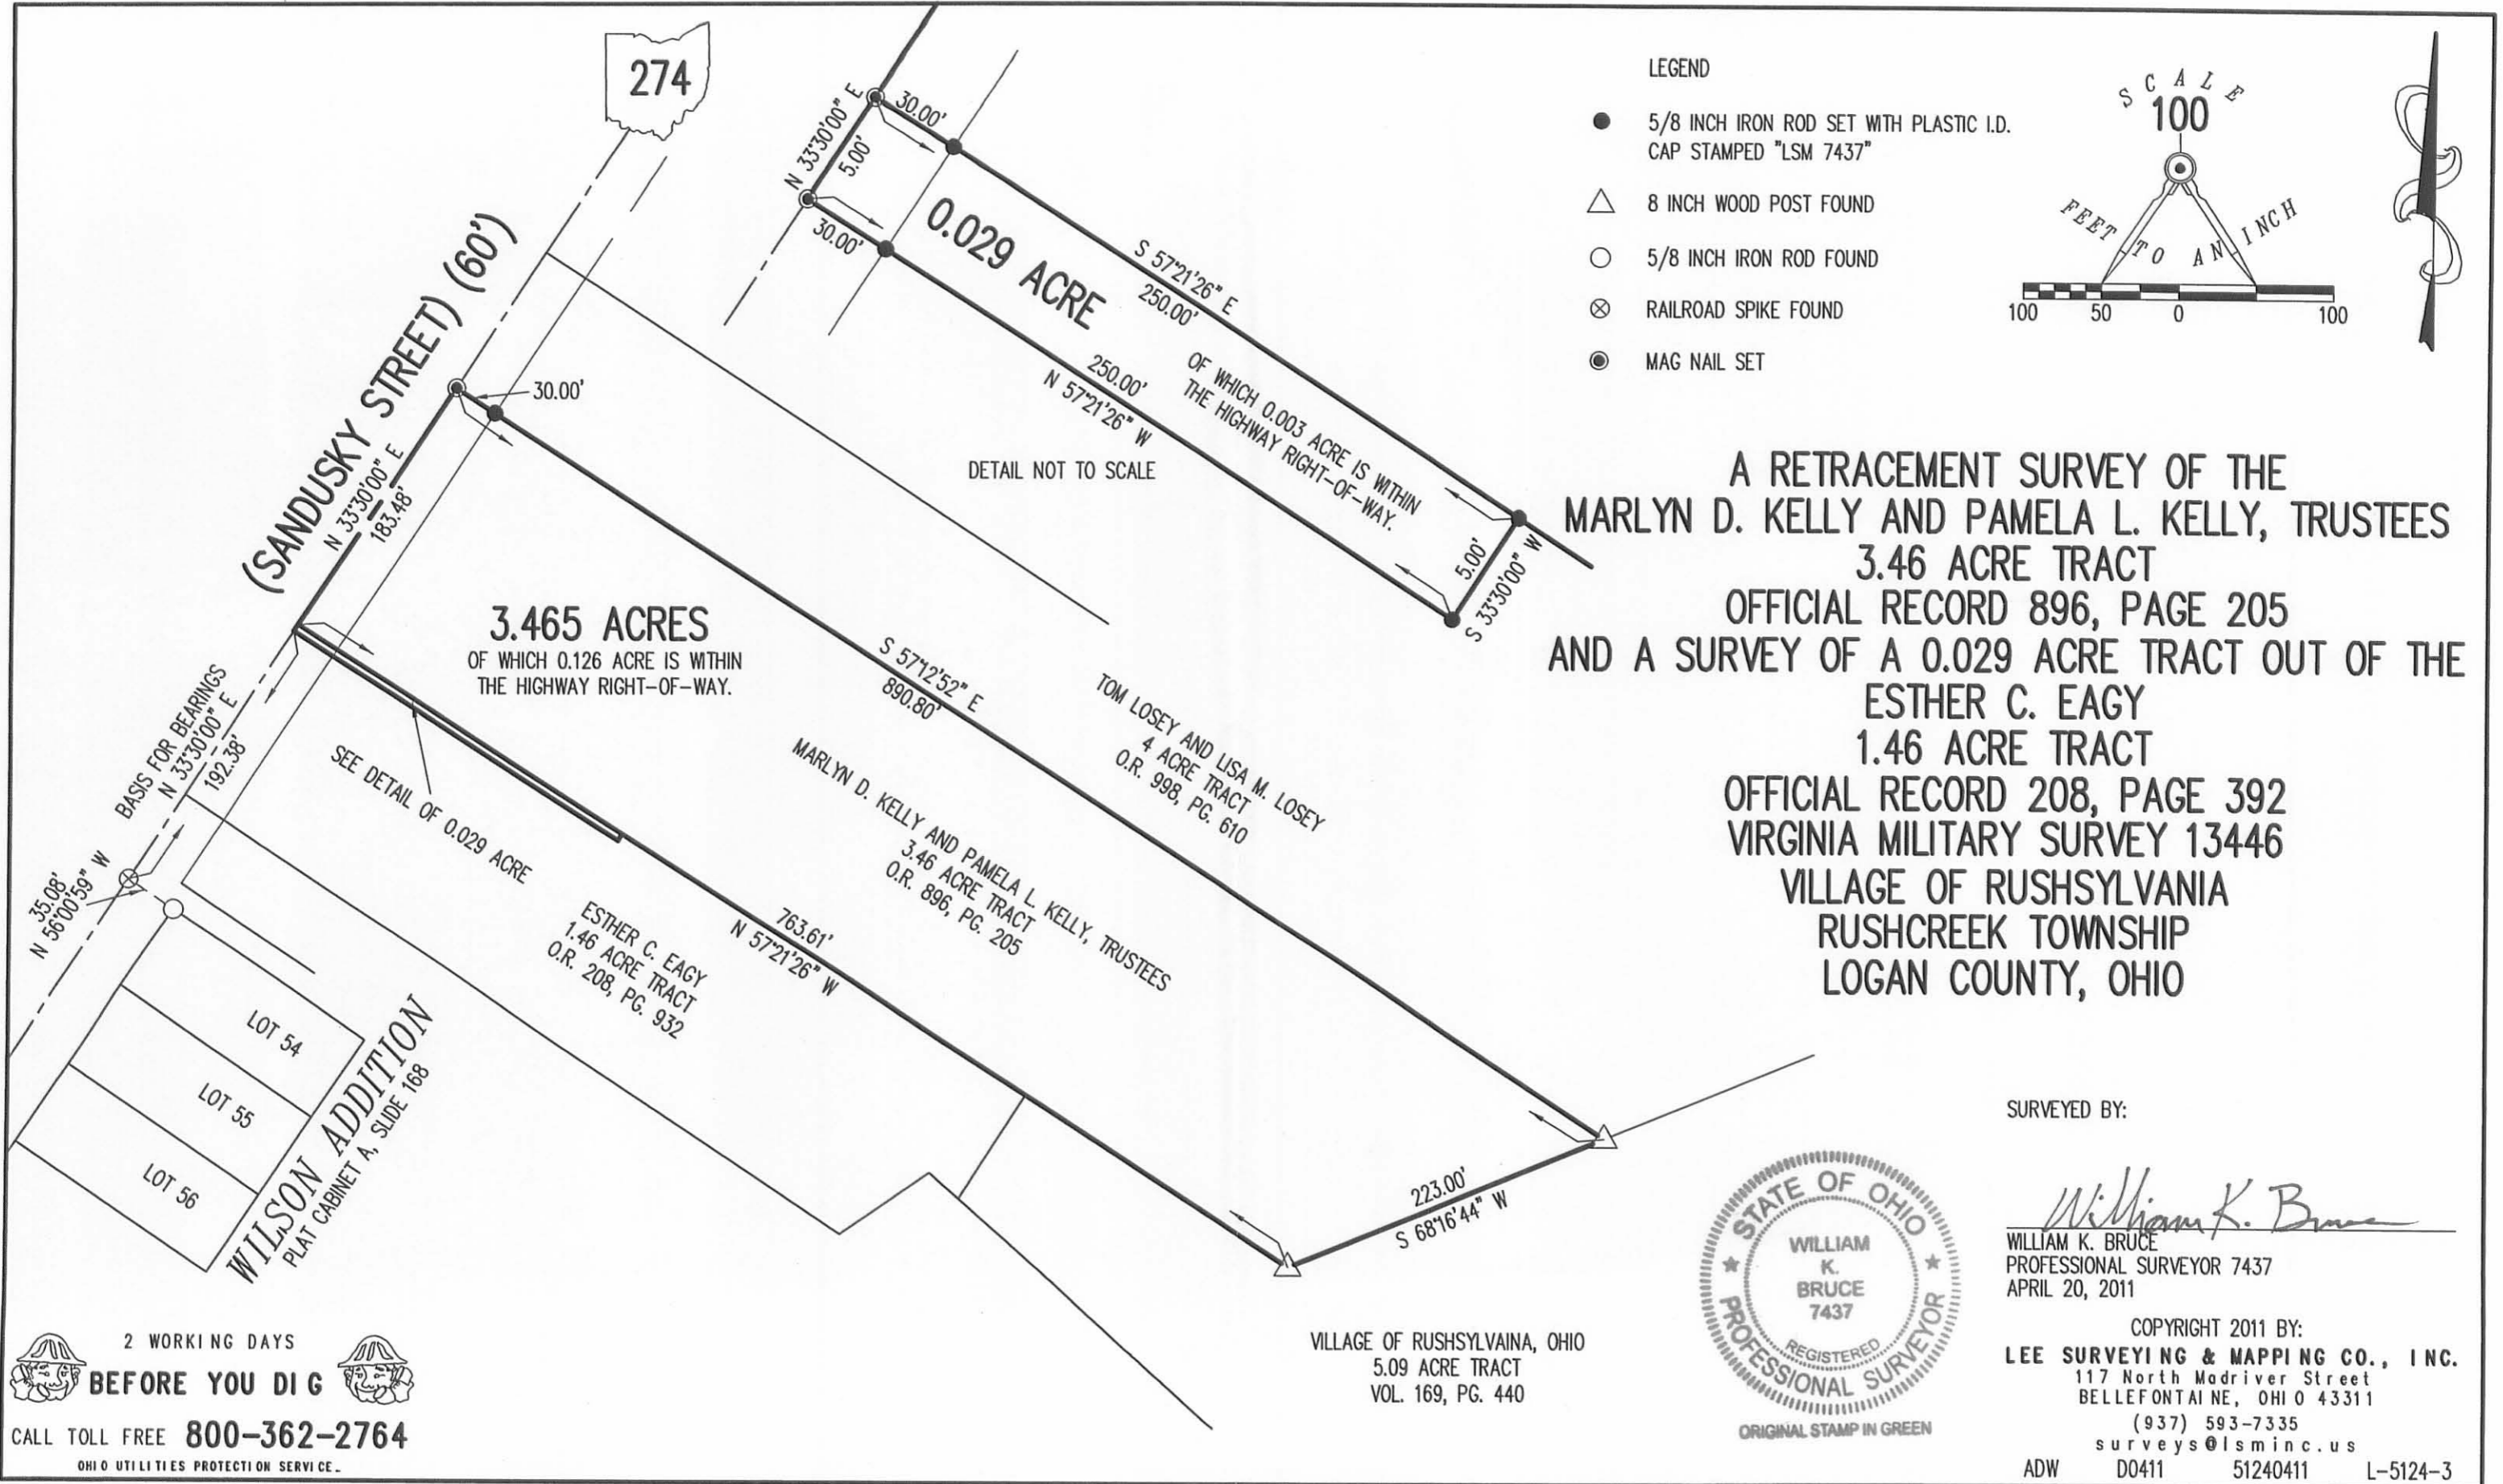 274
(SANDUSKY STREET) (60')
N 33°30'00" E
5.00'
30.00'
30.00'
0.029 ACRE
S 57°21'26" E
250.00'
250.00'
N 57°21'26" W
OF WHICH 0.003 ACRE IS WITHIN
THE HIGHWAY RIGHT-OF-WAY.
5.00'
S 33°30'00" W
DETAIL NOT TO SCALE
30.00'
N 33°30'00" E
183.48'
3.465 ACRES
OF WHICH 0.126 ACRE IS WITHIN
THE HIGHWAY RIGHT-OF-WAY.
S 57°12'52" E
890.80'
TOM LOSEY AND LISA M. LOSEY
4 ACRE TRACT
O.R. 998, PG. 610
MARLYN D. KELLY AND PAMELA L. KELLY, TRUSTEES
3.46 ACRE TRACT
O.R. 896, PG. 205
BASIS FOR BEARINGS
N 33°30'00" E
192.38'
SEE DETAIL OF 0.029 ACRE
35.08'
N 56°00'59" W
ESTHER C. EAGY
1.46 ACRE TRACT
O.R. 208, PG. 932
763.61'
N 57°21'26" W
LOT 54
LOT 55
LOT 56
WILSON ADDITION
PLAT CABINET A, SLIDE 168
223.00'
S 68°16'44" W
VILLAGE OF RUSHSYLVAINA, OHIO
5.09 ACRE TRACT
VOL. 169, PG. 440
2 WORKING DAYS
BEFORE YOU DIG
CALL TOLL FREE 800-362-2764
OHIO UTILITIES PROTECTION SERVICE.
LEGEND
5/8 INCH IRON ROD SET WITH PLASTIC I.D.
CAP STAMPED "LSM 7437"
8 INCH WOOD POST FOUND
5/8 INCH IRON ROD FOUND
RAILROAD SPIKE FOUND
MAG NAIL SET
SCALE
100
FEET TO AN INCH
100 50 0 100
A RETRACEMENT SURVEY OF THE
MARLYN D. KELLY AND PAMELA L. KELLY, TRUSTEES
3.46 ACRE TRACT
OFFICIAL RECORD 896, PAGE 205
AND A SURVEY OF A 0.029 ACRE TRACT OUT OF THE
ESTHER C. EAGY
1.46 ACRE TRACT
OFFICIAL RECORD 208, PAGE 392
VIRGINIA MILITARY SURVEY 13446
VILLAGE OF RUSHSYLVANIA
RUSHCREEK TOWNSHIP
LOGAN COUNTY, OHIO
STATE OF OHIO
WILLIAM
K.
BRUCE
7437
REGISTERED
PROFESSIONAL SURVEYOR
ORIGINAL STAMP IN GREEN
SURVEYED BY:
William K. Bruce
WILLIAM K. BRUCE
PROFESSIONAL SURVEYOR 7437
APRIL 20, 2011
COPYRIGHT 2011 BY:
LEE SURVEYING & MAPPING CO., INC.
117 North Madriver Street
BELLEFONTAINE, OHIO 43311
(937) 593-7335
surveys@lsminc.us
ADW D0411 51240411 L-5124-3